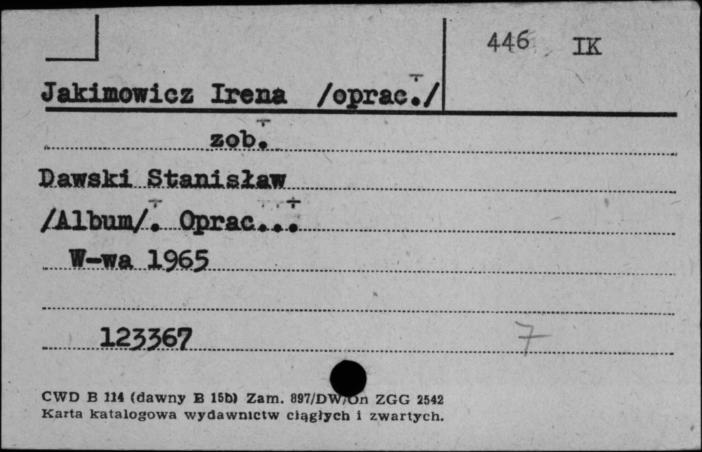 446 IK
Jakimowicz Irena /oprac./
zob.
Dawski Stanisław
/Album/. Oprac...
W-wa 1965
123367 7
CWD B 114 (dawny B 15b) Zam. 897/DW/On ZGG 2542
Karta katalogowa wydawnictw ciągłych i zwartych.